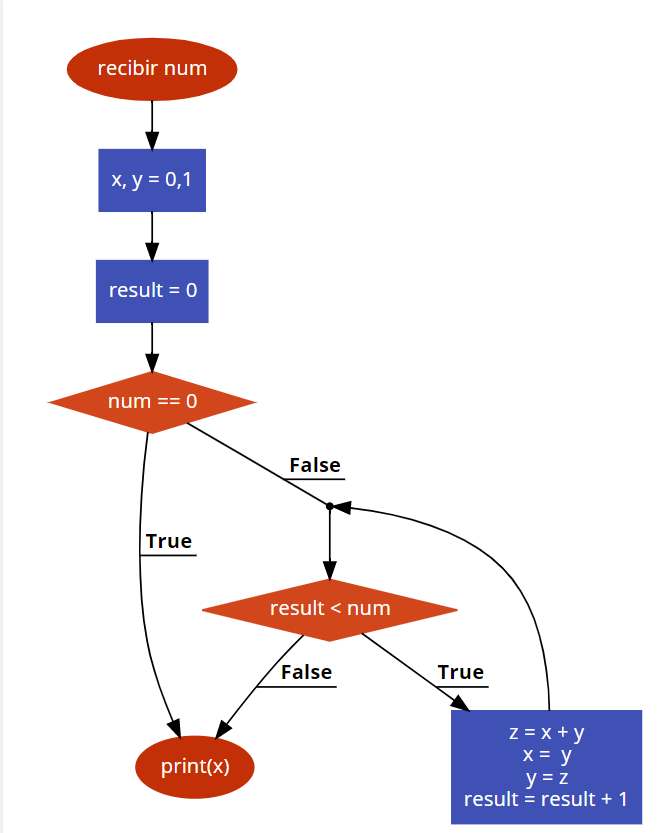 recibir num
x, y = 0,1
result = 0
num == 0
False
True
result < num
False
True
z = x + y
x =  y
y = z
result = result + 1
print(x)